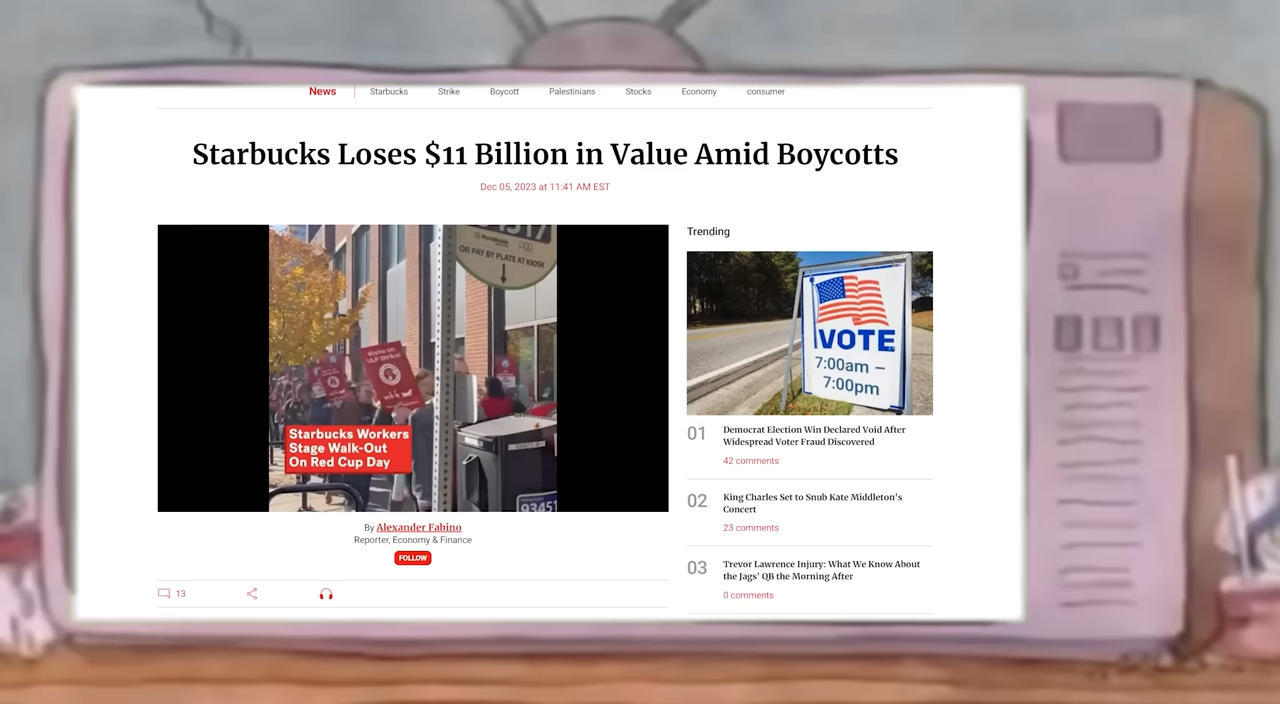 News
Starbucks
Strike
Boycott
Palestinians
Stocks
Economy
consumer
Starbucks Loses $11 Billion in Value Amid Boycotts
Dec 05, 2023 at 11:41 AM EST
OR PAY BY PLATE AT KIOSK
Starbucks Workers
Stage Walk-Out
On Red Cup Day
93451
By Alexander Fabino
Reporter, Economy & Finance
FOLLOW
13
Trending
VOTE
7:00am –
7:00pm
01
Democrat Election Win Declared Void After
Widespread Voter Fraud Discovered
42 comments
02
King Charles Set to Snub Kate Middleton's
Concert
23 comments
03
Trevor Lawrence Injury: What We Know About
the Jags' QB the Morning After
0 comments